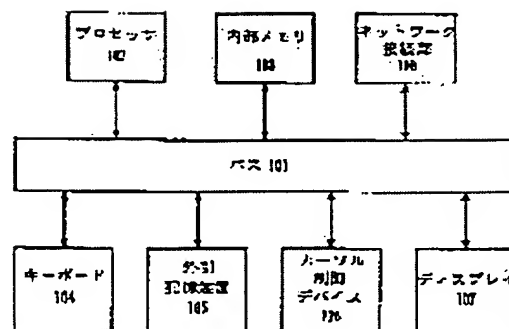 プロセッサ
102
内部メモリ
103
ネットワーク
接続部
108
バス 101
キーボード
104
外部
記憶装置
105
カーソル
制御
デバイス
106
ディスプレイ
107